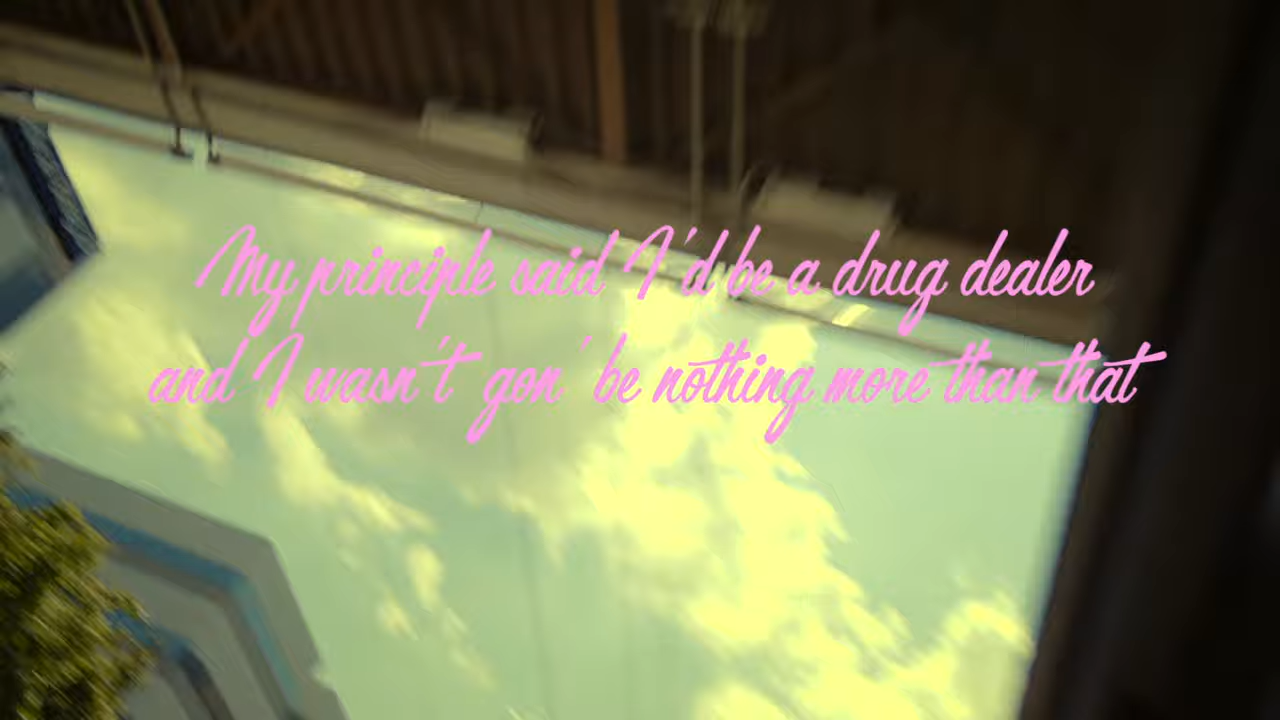 My principle said I'd be a drug dealer
and I wasn't gon' be nothing more than that